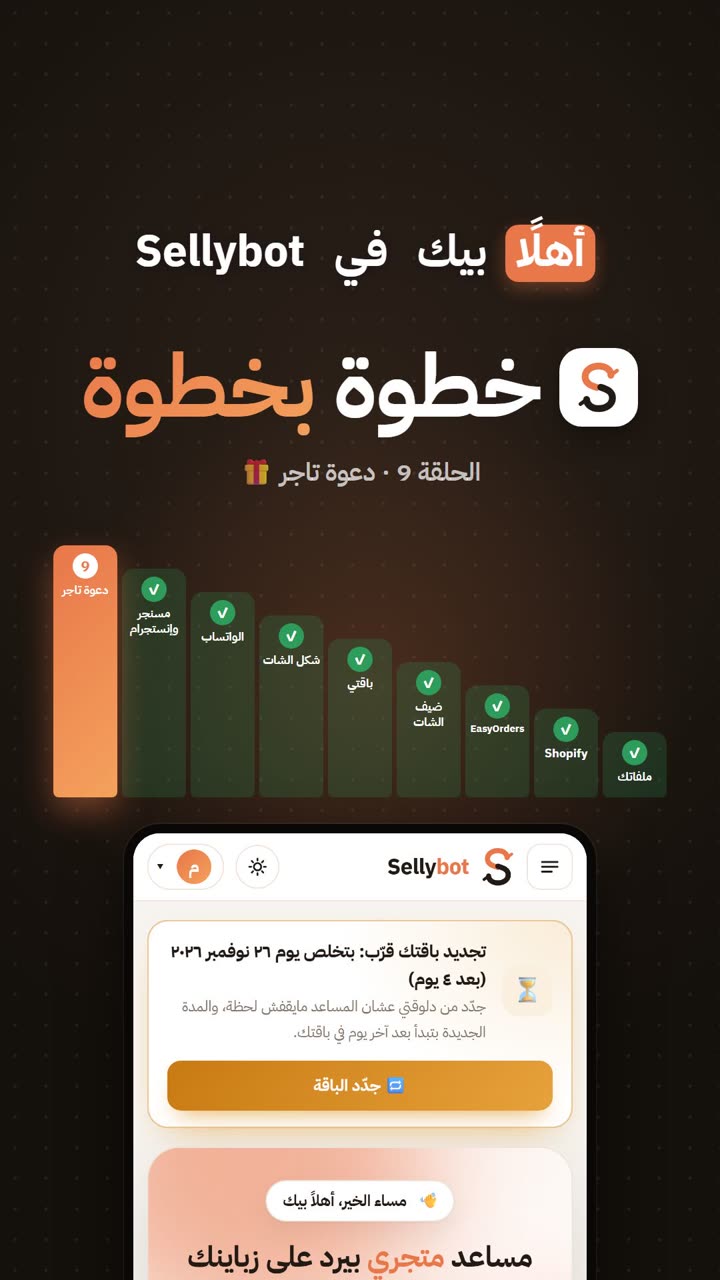 أهلًا بيك في Sellybot
خطوة بخطوة
الحلقة 9 · دعوة تاجر
9
دعوة تاجر
مسنجر
وإنستجرام
الواتساب
شكل الشات
باقتي
ضيف
الشات
EasyOrders
Shopify
ملفاتك
Sellybot
م
تجديد باقتك قرّب: بتخلص يوم ٢٦ نوفمبر ٢٠٢٦
(بعد ٤ يوم)
جدّد من دلوقتي عشان المساعد مايقفش لحظة، والمدة
الجديدة بتبدأ بعد آخر يوم في باقتك.
جدّد الباقة
مساء الخير، أهلاً بيك
مساعد متجري بيرد على زباينك